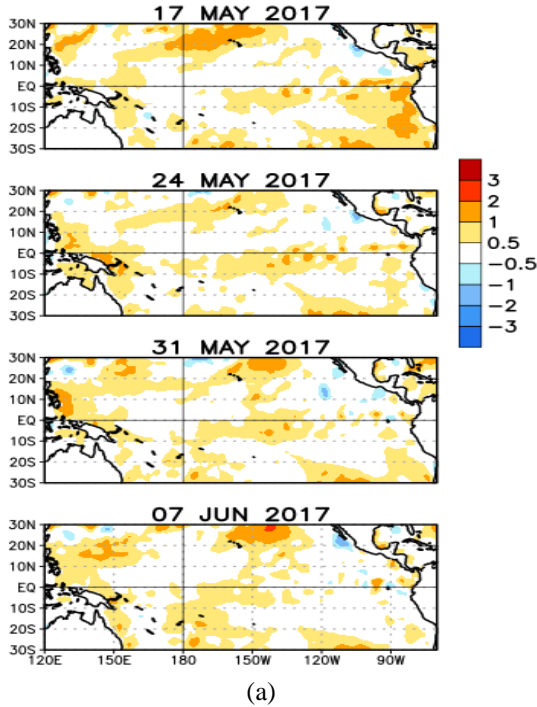 17 MAY 2017
30N
20N
10N
EQ
10S
20S
30S
24 MAY 2017
30N
20N
10N
EQ
10S
20S
30S
3
2
1
0.5
-0.5
-1
-2
-3
31 MAY 2017
30N
20N
10N
EQ
10S
20S
30S
07 JUN 2017
30N
20N
10N
EQ
10S
20S
30S
120E 150E 180 150W 120W 90W
(a)